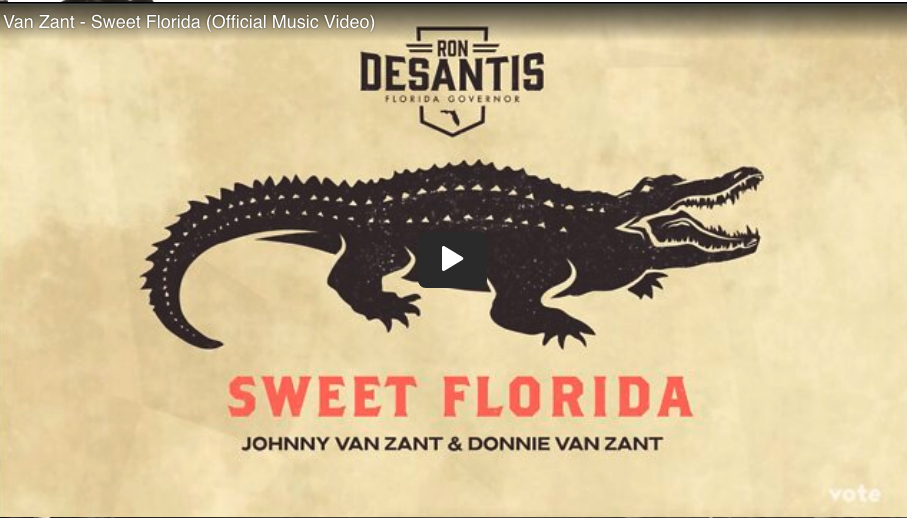 Van Zant - Sweet Florida (Official Music Video)
RON
DESANTIS
FLORIDA GOVERNOR
SWEET FLORIDA
JOHNNY VAN ZANT & DONNIE VAN ZANT
vote